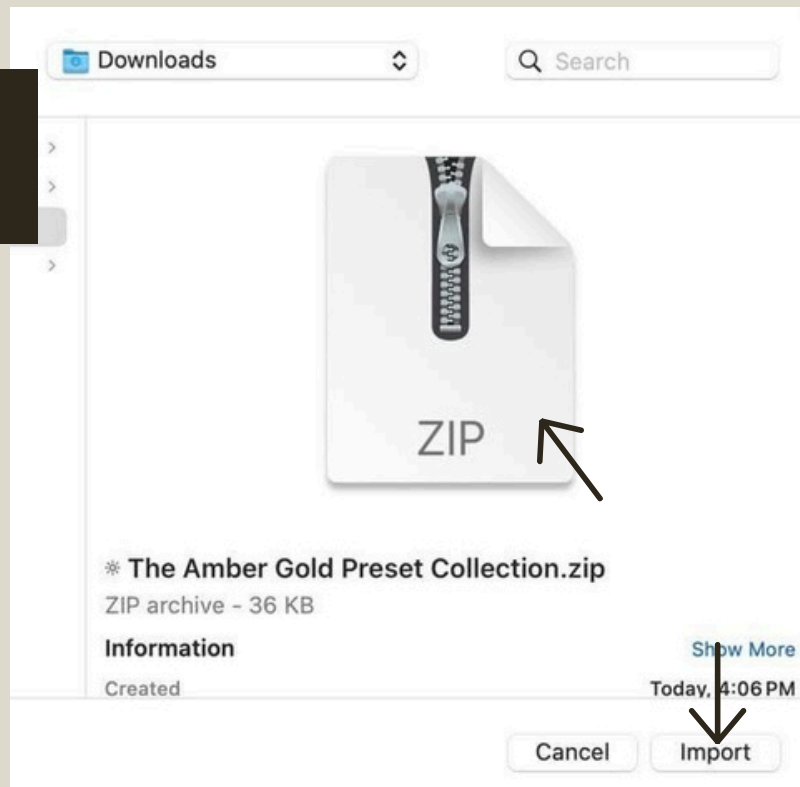 Downloads
Search
ZIP
The Amber Gold Preset Collection.zip
ZIP archive - 36 KB
Information Show More
Created Today, 4:06 PM
Cancel Import